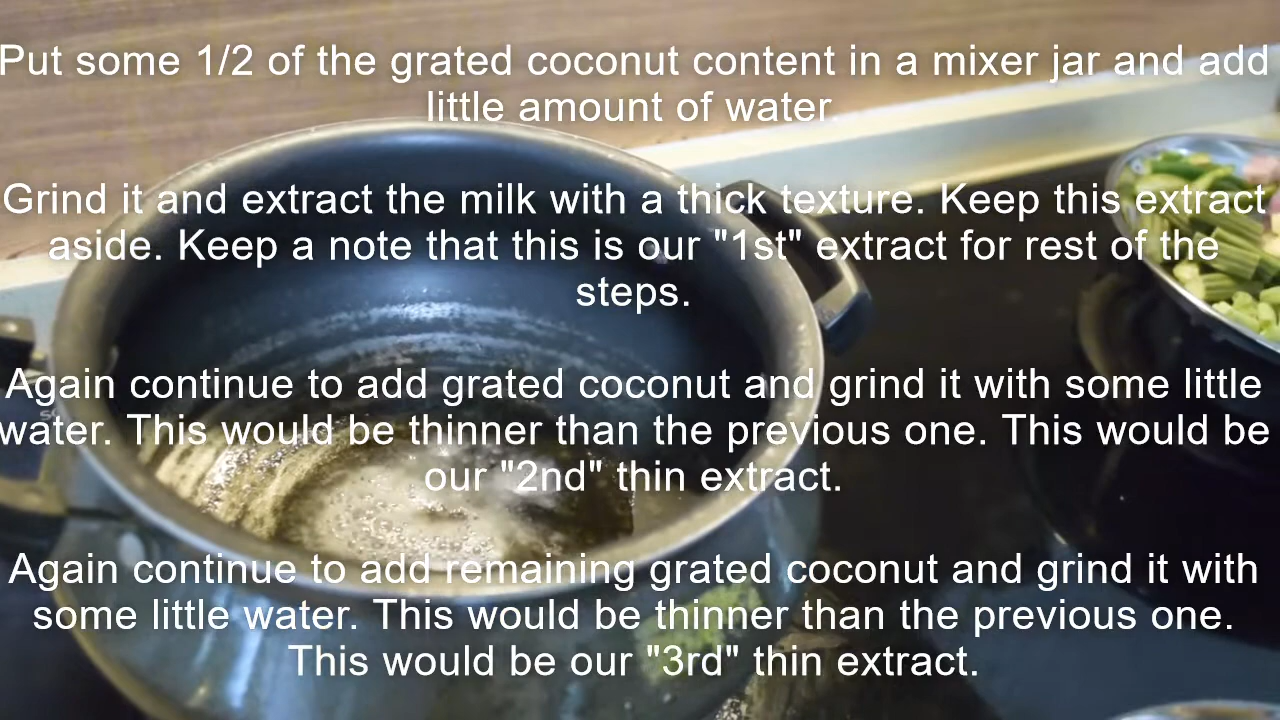 Put some 1/2 of the grated coconut content in a mixer jar and add
little amount of water.
Grind it and extract the milk with a thick texture. Keep this extract
aside. Keep a note that this is our "1st" extract for rest of the
steps.
Again continue to add grated coconut and grind it with some little
water. This would be thinner than the previous one. This would be
our "2nd" thin extract.
Again continue to add remaining grated coconut and grind it with
some little water. This would be thinner than the previous one.
This would be our "3rd" thin extract.